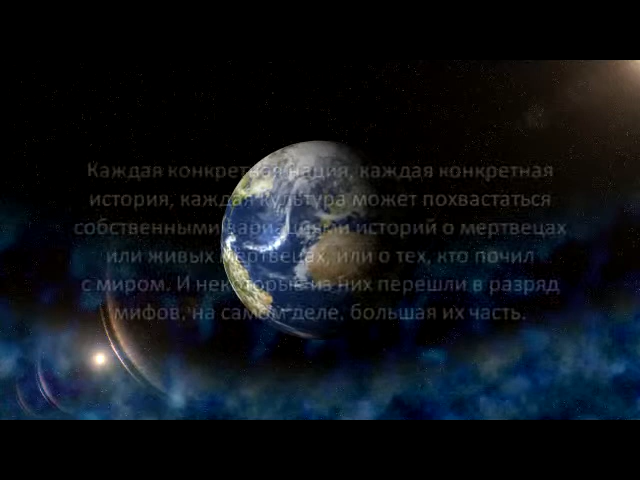 Каждая конкретная нация, каждая конкретная
история, каждая культура может похвастаться
собственными вариациями историй о мертвецах
или живых мертвецах, или о тех, кто почил
с миром. И некоторые из них перешли в разряд
мифов, на самом деле, большая их часть.